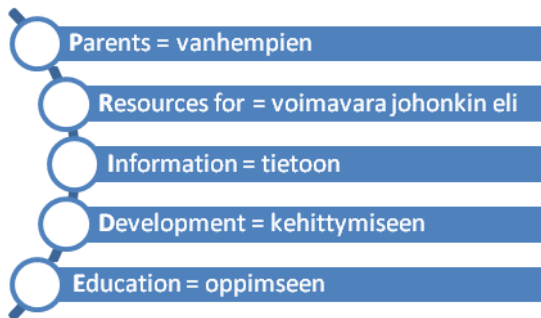 Parents = vanhempien
Resources for = voimavara johonkin eli
Information = tietoon
Development = kehittymiseen
Education = oppimseen